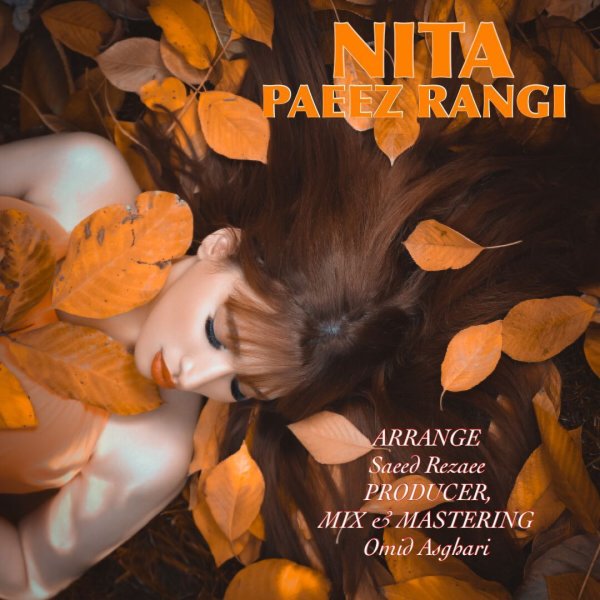 NITA
PAEEZ RANGI
ARRANGE
Saeed Rezaee
PRODUCER,
MIX & MASTERING
Omid Asghari